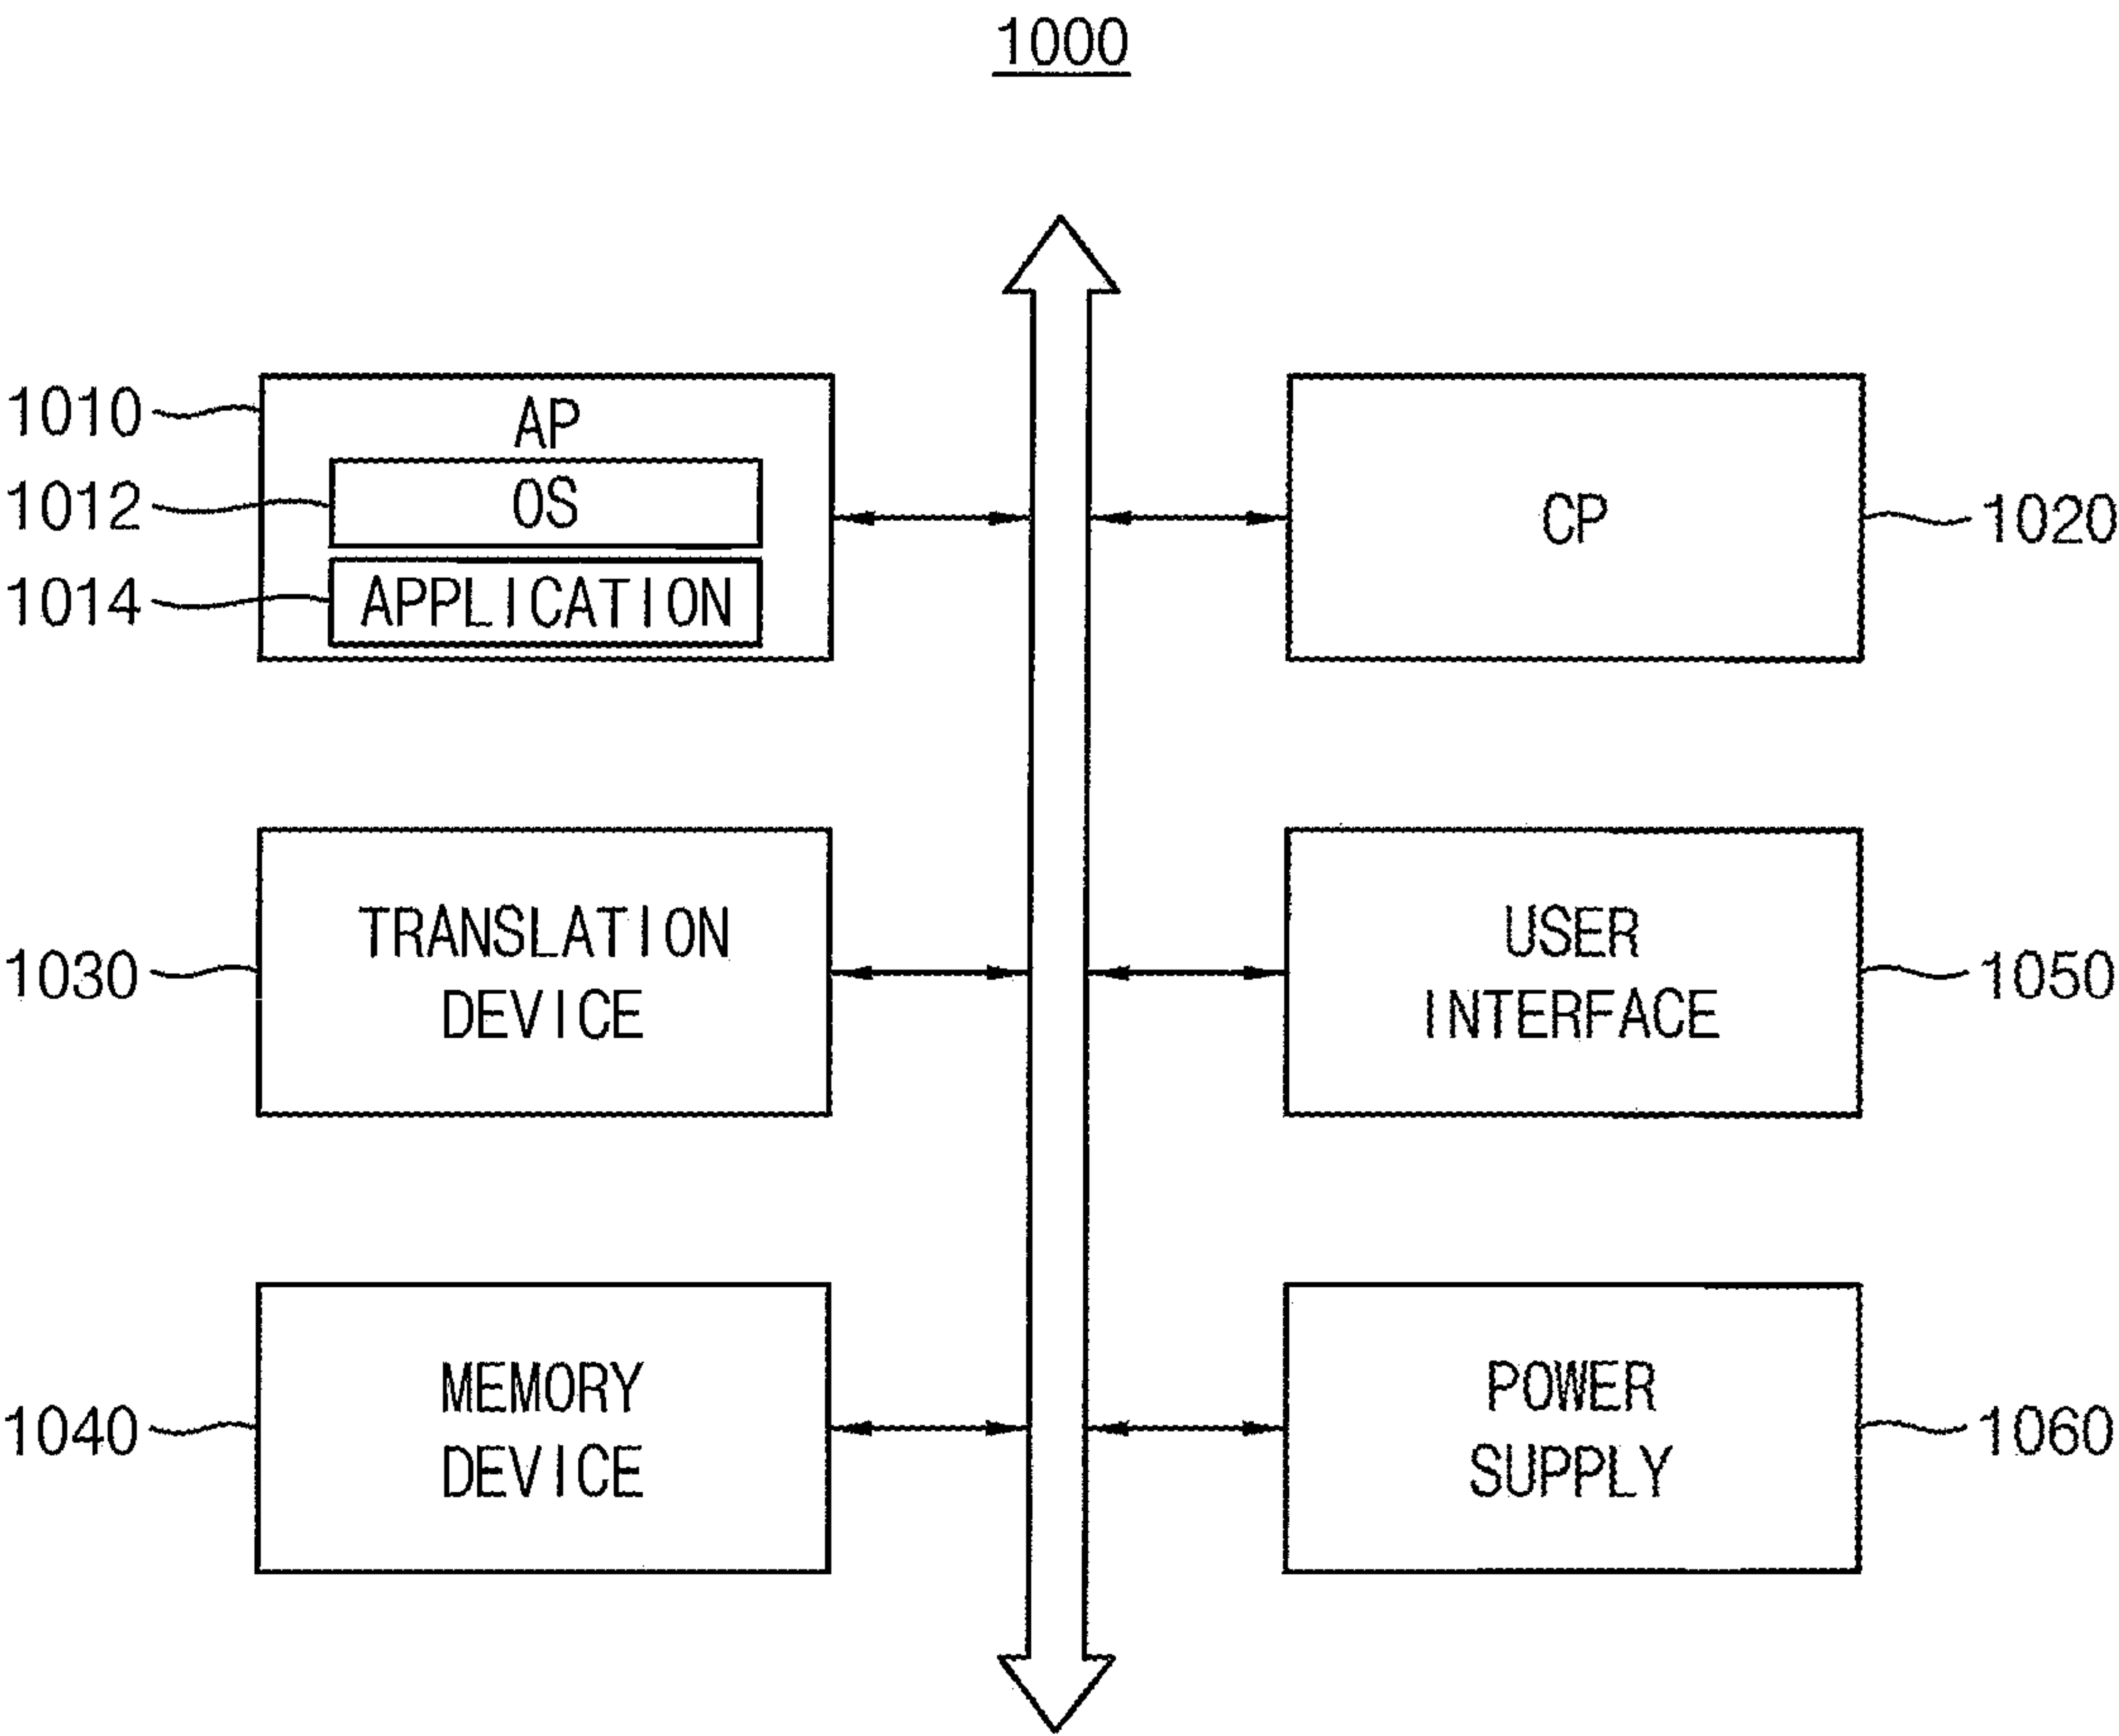 1000
1010
AP
1012
OS
1014
APPLICATION
CP
1020
1030
TRANSLATION
DEVICE
USER
INTERFACE
1050
1040
MEMORY
DEVICE
POWER
SUPPLY
1060